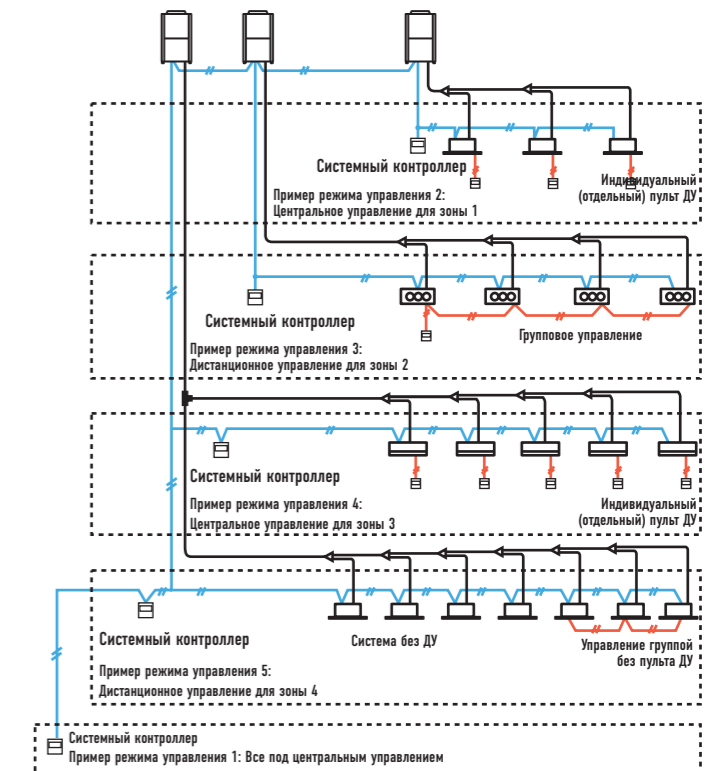 Системный контроллер
Индивидуальный
(отдельный) пульт ДУ
Пример режима управления 2:
Центральное управление для зоны 1
Системный контроллер
Групповое управление
Пример режима управления 3:
Дистанционное управление для зоны 2
Системный контроллер
Пример режима управления 4:
Центральное управление для зоны 3
Индивидуальный
(отдельный) пульт ДУ
Системный контроллер
Система без ДУ
Управление группой
без пульта ДУ
Пример режима управления 5:
Дистанционное управление для зоны 4
Системный контроллер
Пример режима управления 1: Все под центральным управлением